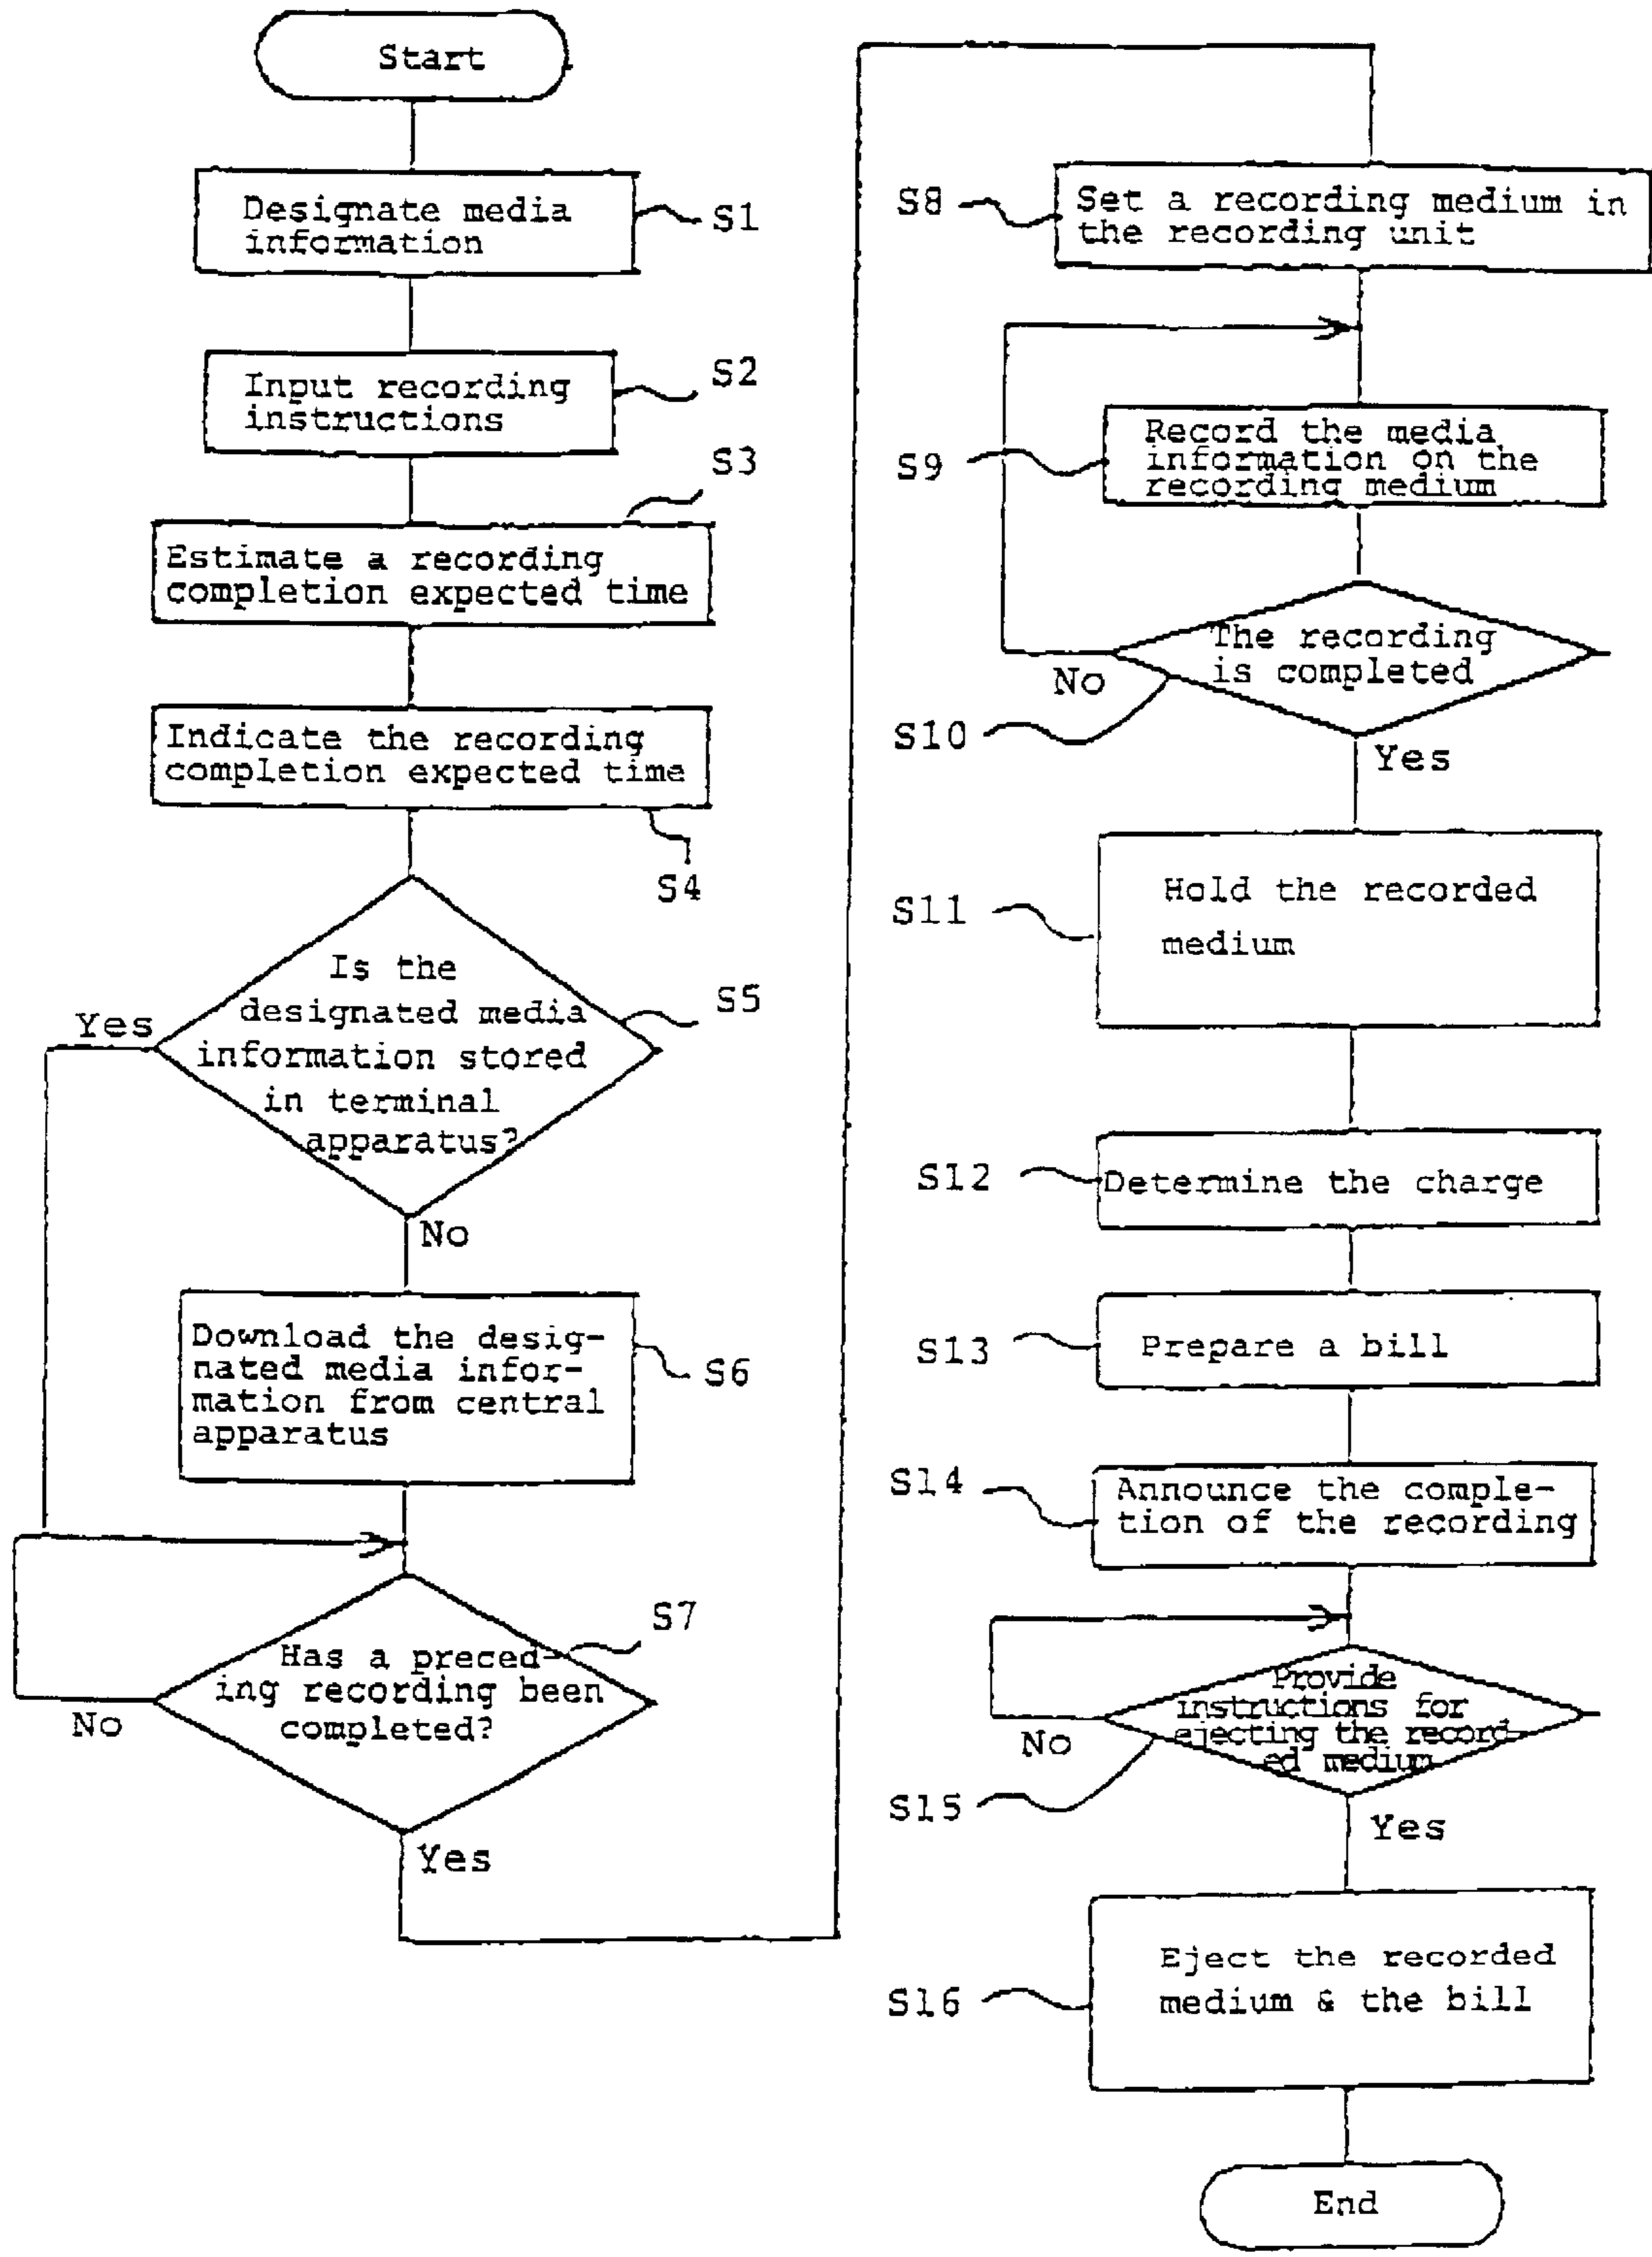 Start
Designate media
information
S1
Input recording
instructions
S2
S3
Estimate a recording
completion expected time
Indicate the recording
completion expected time
S4
Is the
designated media
information stored
in terminal
apparatus?
S5
Yes
No
Download the desig-
nated media infor-
mation from central
apparatus
S6
Has a preced-
ing recording been
completed?
S7
No
Yes
S8
Set a recording medium in
the recording unit
S9
Record the media
information on the
recording medium
The recording
is completed
No
S10
Yes
S11
Hold the recorded
medium
S12
Determine the charge
S13
Prepare a bill
S14
Announce the comple-
tion of the recording
Provide
instructions for
ejecting the record-
ed medium
No
S15
Yes
S16
Eject the recorded
medium & the bill
End